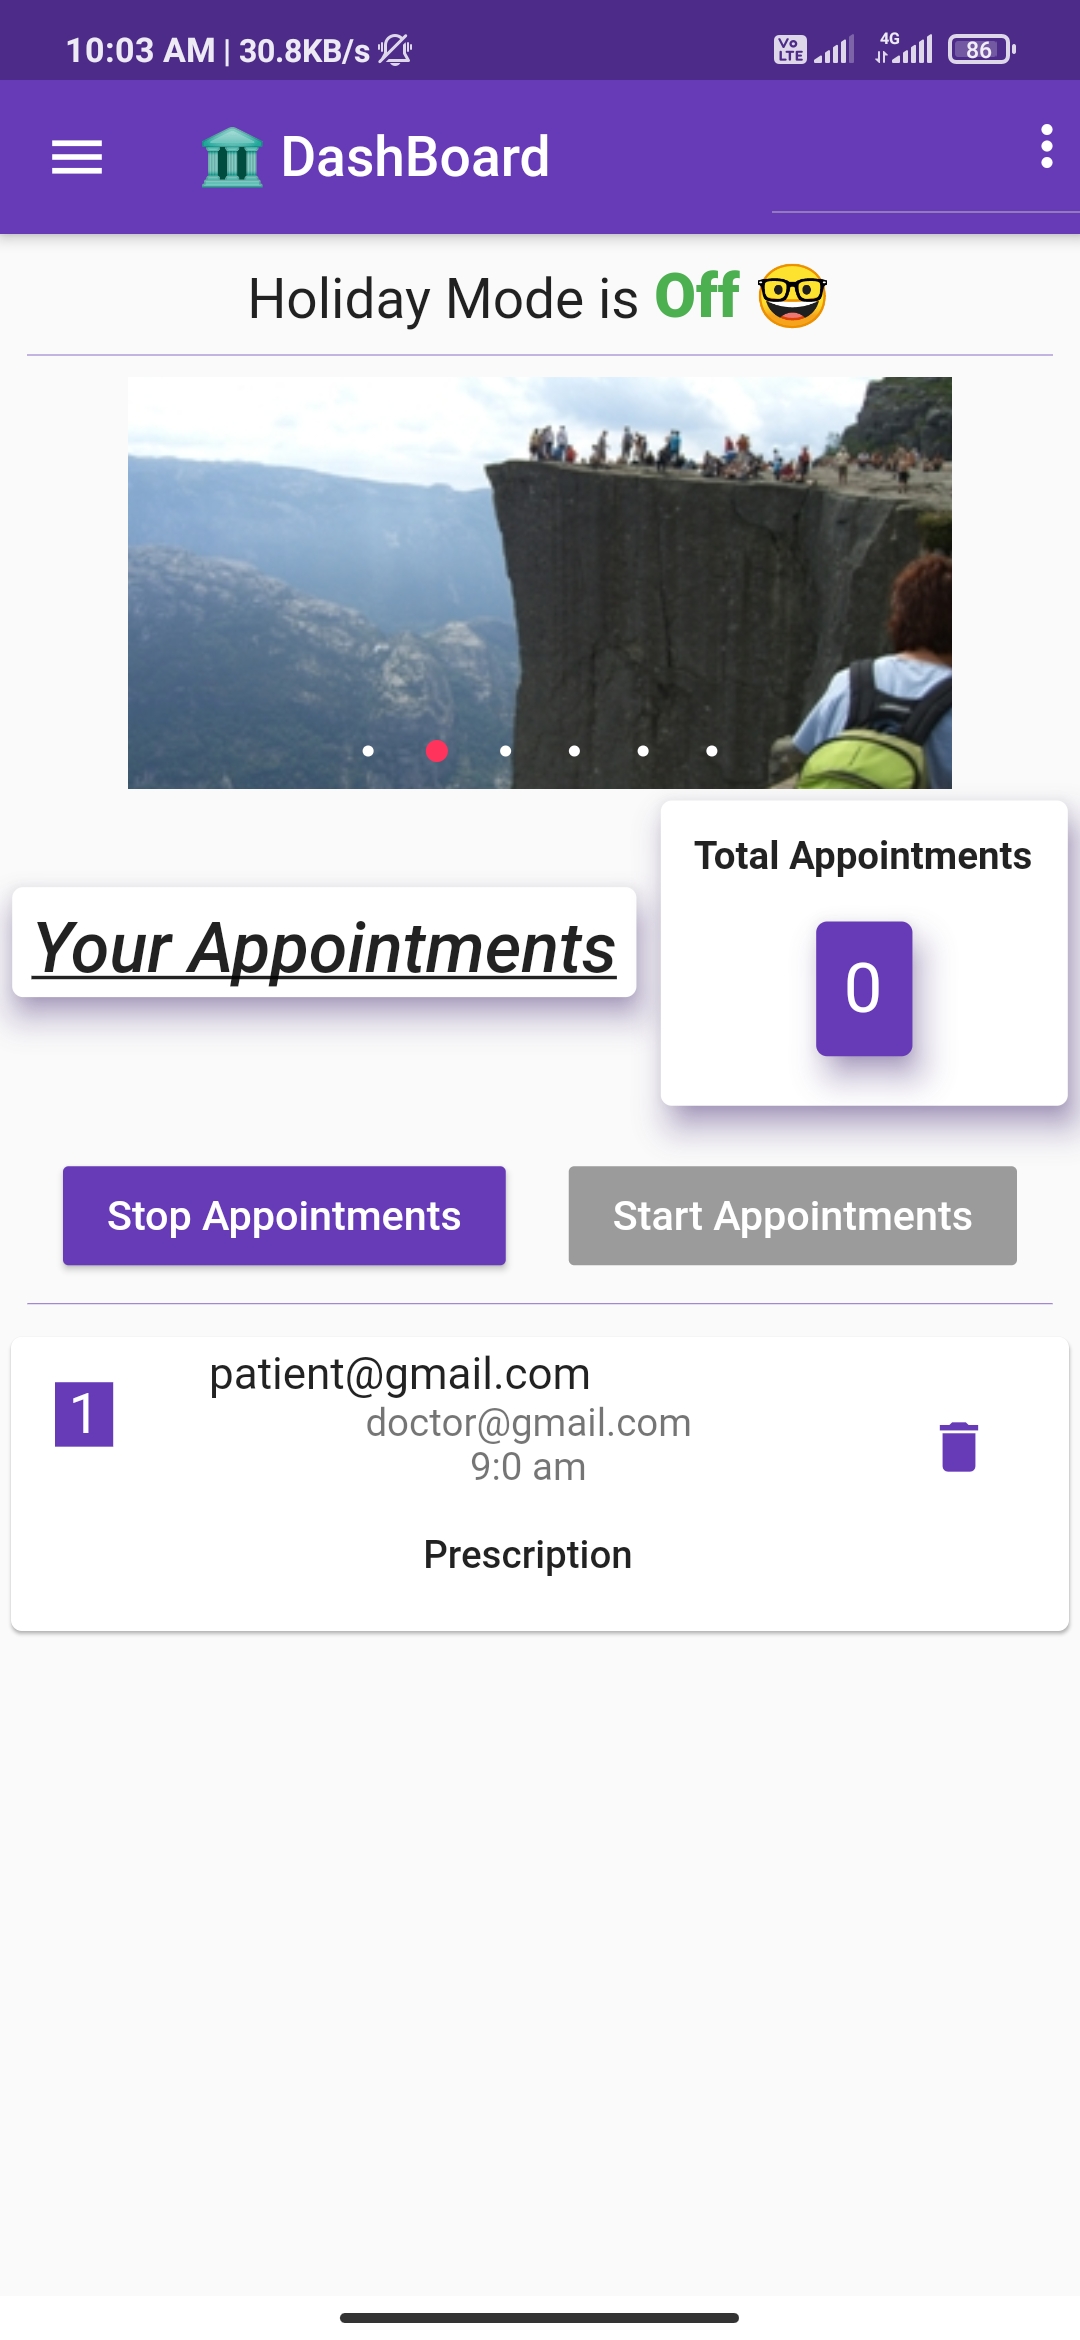 10:03 AM | 30.8KB/s
Vo LTE
4G
86
DashBoard
Holiday Mode is Off 🤓
Total Appointments
Your Appointments
0
Stop Appointments
Start Appointments
1
patient@gmail.com
doctor@gmail.com
9:0 am
Prescription